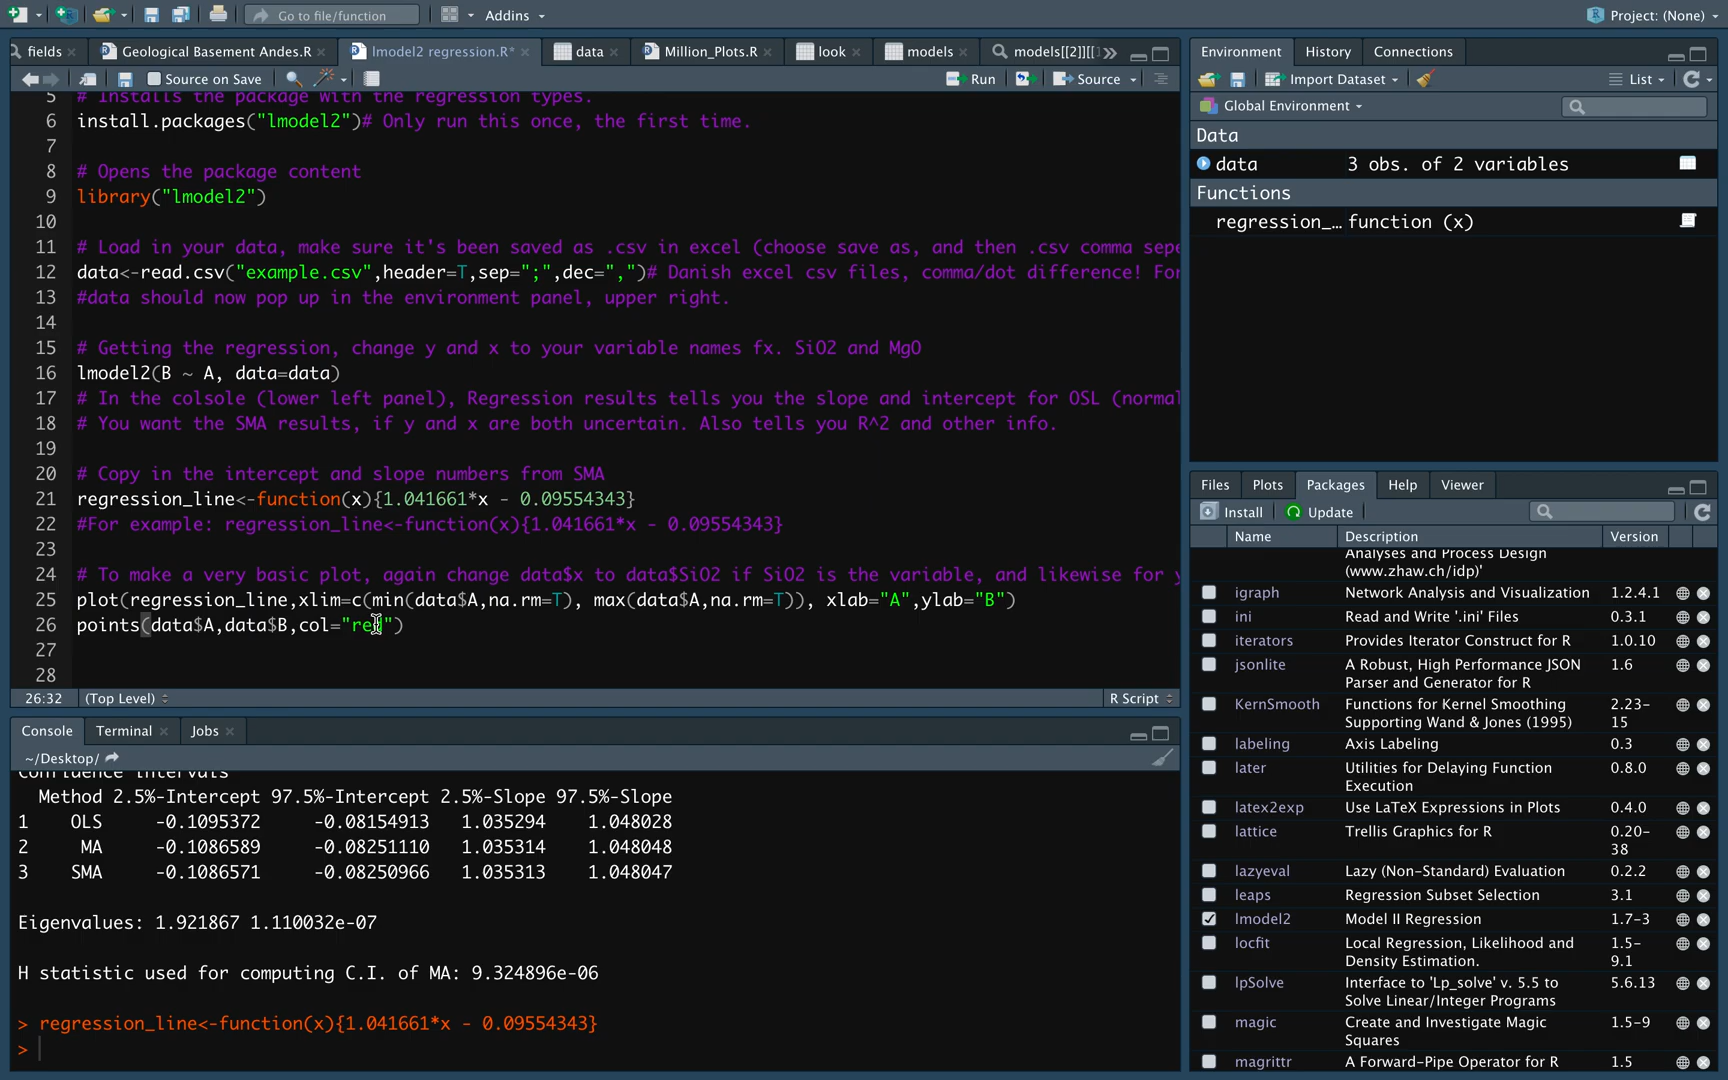 Go to file/function
Addins
Project: (None)
fields
Geological Basement Andes.R
lmodel2 regression.R*
data
Million_Plots.R
look
models
models[[2]][[
Source on Save
Run
Source
5 # Installs the package with the regression types.
6 install.packages("lmodel2")# Only run this once, the first time.
7
8 # Opens the package content
9 library("lmodel2")
10
11 # Load in your data, make sure it's been saved as .csv in excel (choose save as, and then .csv comma sepe
12 data<-read.csv("example.csv",header=T,sep=";",dec=",")# Danish excel csv files, comma/dot difference! For
13 #data should now pop up in the environment panel, upper right.
14
15 # Getting the regression, change y and x to your variable names fx. SiO2 and MgO
16 lmodel2(B ~ A, data=data)
17 # In the colsole (lower left panel), Regression results tells you the slope and intercept for OSL (normal
18 # You want the SMA results, if y and x are both uncertain. Also tells you R^2 and other info.
19
20 # Copy in the intercept and slope numbers from SMA
21 regression_line<-function(x){1.041661*x - 0.09554343}
22 #For example: regression_line<-function(x){1.041661*x - 0.09554343}
23
24 # To make a very basic plot, again change data$x to data$SiO2 if SiO2 is the variable, and likewise for y
25 plot(regression_line,xlim=c(min(data$A,na.rm=T), max(data$A,na.rm=T)), xlab="A",ylab="B")
26 points(data$A,data$B,col="red")
27
28
26:32
(Top Level)
R Script
Console
Terminal
Jobs
~/Desktop/
Confidence intervals
Method 2.5%-Intercept 97.5%-Intercept 2.5%-Slope 97.5%-Slope
1 OLS -0.1095372 -0.08154913 1.035294 1.048028
2 MA -0.1086589 -0.08251110 1.035314 1.048048
3 SMA -0.1086571 -0.08250966 1.035313 1.048047
Eigenvalues: 1.921867 1.110032e-07
H statistic used for computing C.I. of MA: 9.324896e-06
> regression_line<-function(x){1.041661*x - 0.09554343}
>
Environment
History
Connections
Import Dataset
List
Global Environment
Data
data 3 obs. of 2 variables
Functions
regression_… function (x)
Files
Plots
Packages
Help
Viewer
Install
Update
Name Description Version
Analyses and Process Design
(www.zhaw.ch/idp)'
igraph Network Analysis and Visualization 1.2.4.1
ini Read and Write '.ini' Files 0.3.1
iterators Provides Iterator Construct for R 1.0.10
jsonlite A Robust, High Performance JSON 1.6
Parser and Generator for R
KernSmooth Functions for Kernel Smoothing 2.23-
Supporting Wand & Jones (1995) 15
labeling Axis Labeling 0.3
later Utilities for Delaying Function 0.8.0
Execution
latex2exp Use LaTeX Expressions in Plots 0.4.0
lattice Trellis Graphics for R 0.20-
38
lazyeval Lazy (Non-Standard) Evaluation 0.2.2
leaps Regression Subset Selection 3.1
lmodel2 Model II Regression 1.7-3
locfit Local Regression, Likelihood and 1.5-
Density Estimation. 9.1
lpSolve Interface to 'Lp_solve' v. 5.5 to 5.6.13
Solve Linear/Integer Programs
magic Create and Investigate Magic 1.5-9
Squares
magrittr A Forward-Pipe Operator for R 1.5